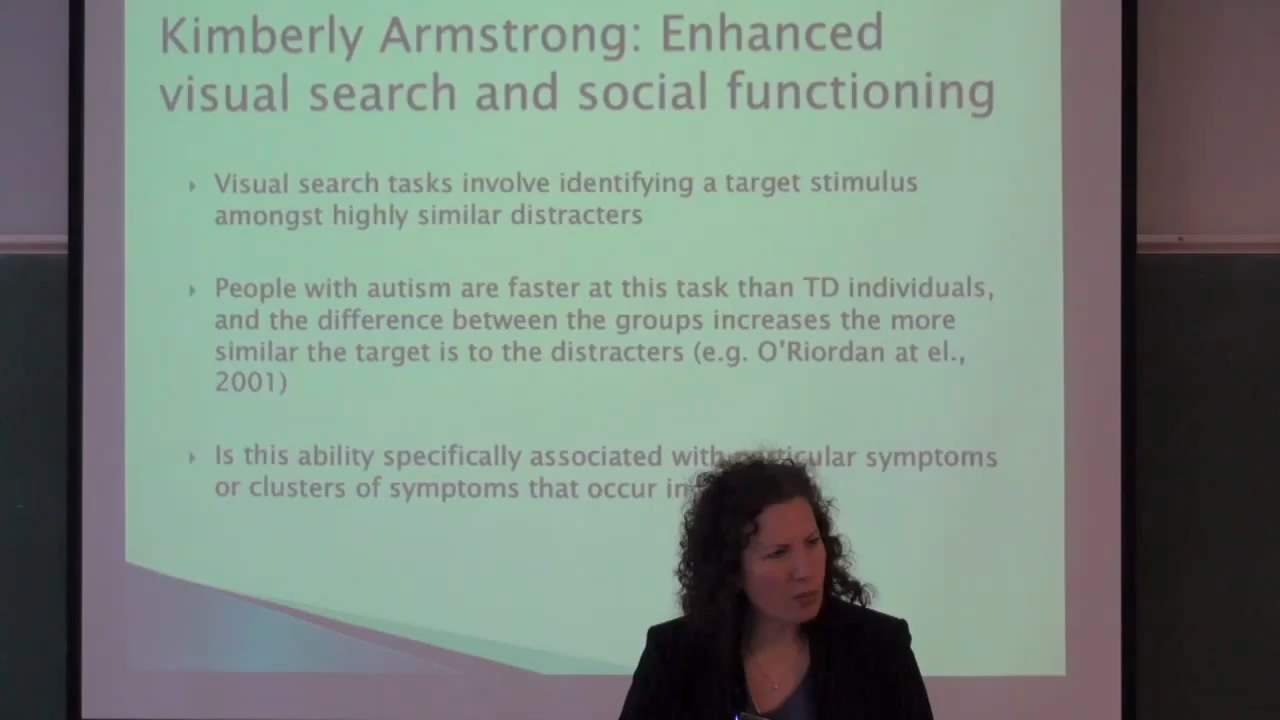 Kimberly Armstrong: Enhanced
visual search and social functioning
Visual search tasks involve identifying a target stimulus
amongst highly similar distracters
People with autism are faster at this task than TD individuals,
and the difference between the groups increases the more
similar the target is to the distracters (e.g. O'Riordan at el.,
2001)
Is this ability specifically associated with particular symptoms
or clusters of symptoms that occur in